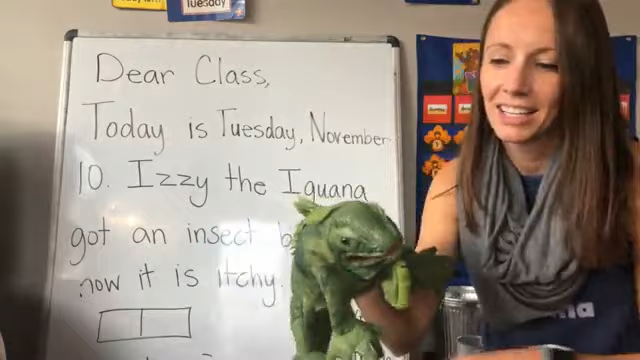 Tuesday
Dear Class,
Today is Tuesday, November
10. Izzy the Iguana
got an insect b
now it is itchy.